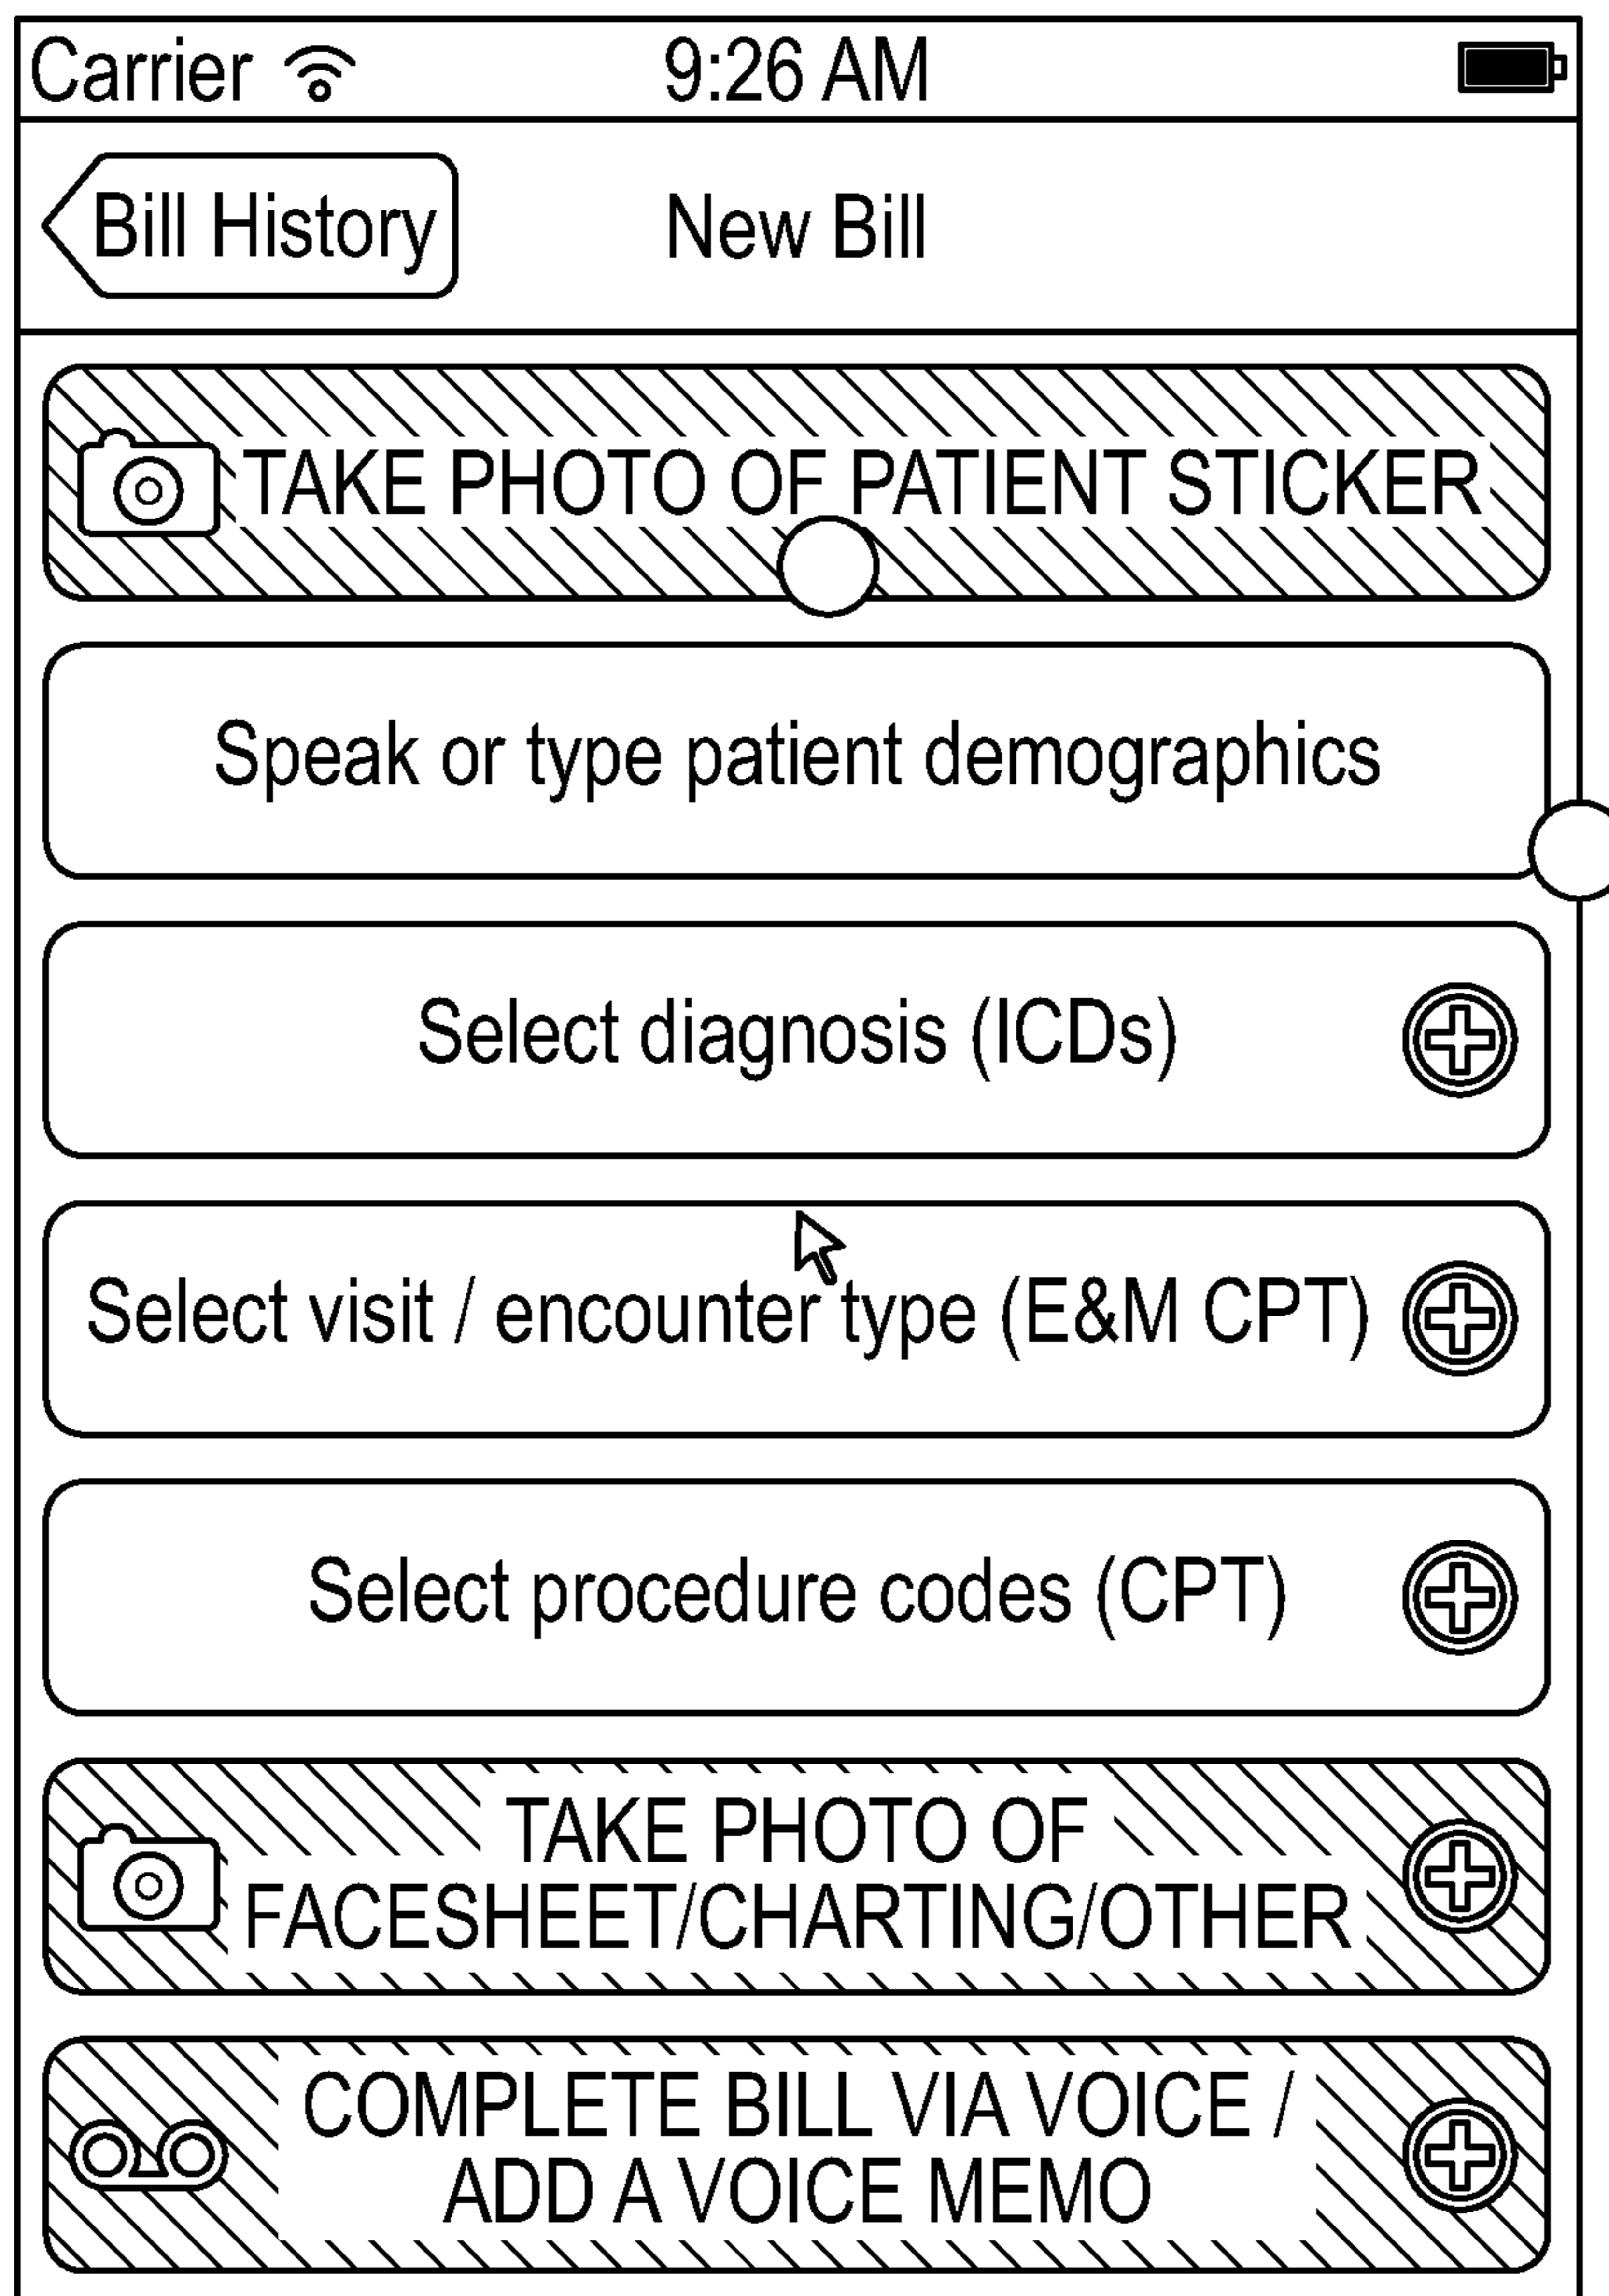 Carrier 9:26 AM
Bill History New Bill
TAKE PHOTO OF PATIENT STICKER
Speak or type patient demographics
Select diagnosis (ICDs)
Select visit / encounter type (E&M CPT)
Select procedure codes (CPT)
TAKE PHOTO OF
FACESHEET/CHARTING/OTHER
COMPLETE BILL VIA VOICE /
ADD A VOICE MEMO